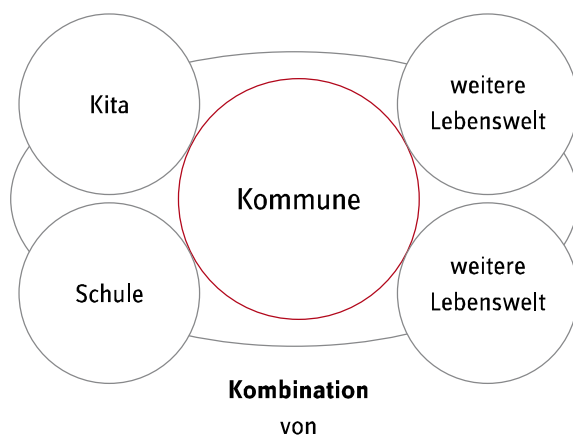 Kita
weitere
Lebenswelt
Kommune
Schule
weitere
Lebenswelt
Kombination
von